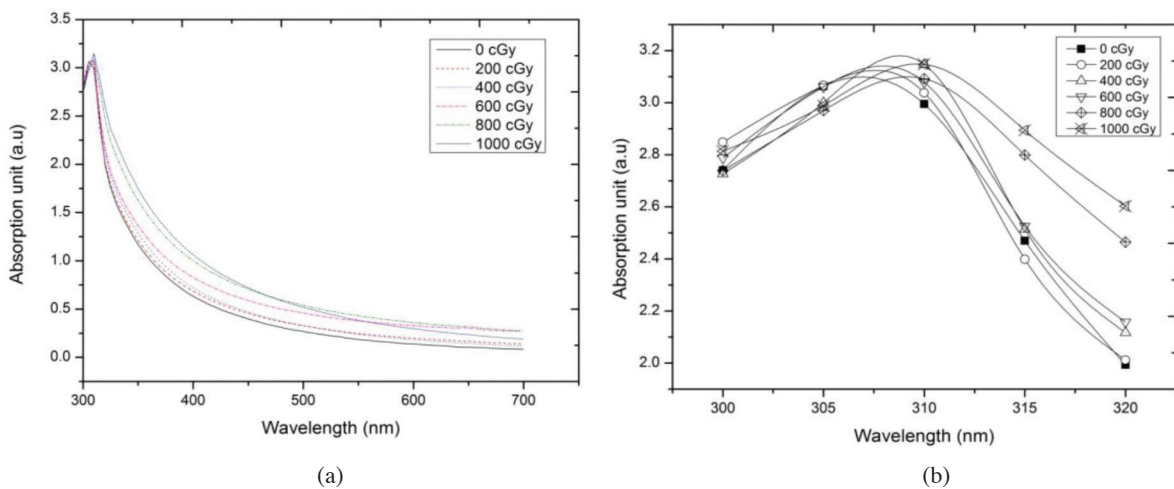 3.5
3.0
2.5
2.0
1.5
1.0
0.5
0.0
Absorption unit (a.u)
300 400 500 600 700
Wavelength (nm)
0 cGy
200 cGy
400 cGy
600 cGy
800 cGy
1000 cGy
(a)
3.2
3.0
2.8
2.6
2.4
2.2
2.0
Absorption unit (a.u)
300 305 310 315 320
Wavelength (nm)
0 cGy
200 cGy
400 cGy
600 cGy
800 cGy
1000 cGy
(b)